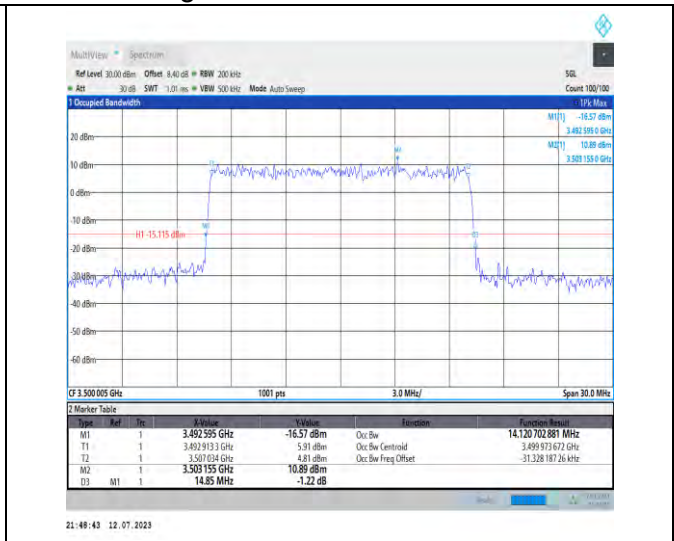 MultiView Spectrum
Ref Level 30.00 dBm Offset 8.40 dB RBW 200 kHz SGL
Att 30 dB SWT 1.01 ms VBW 500 kHz Mode Auto Sweep Count 100/100
1 Occupied Bandwidth 1Pk Max
M1[1] -16.57 dBm
3.492 595 0 GHz
M2[1] 10.89 dBm
3.503 155 0 GHz
20 dBm
M2
10 dBm
T1
0 dBm
-10 dBm
M1
H1 -15.115 dBm
D3
-20 dBm
-30 dBm
-40 dBm
-50 dBm
-60 dBm
CF 3.500 005 GHz 1001 pts 3.0 MHz/ Span 30.0 MHz
2 Marker Table
Type Ref Trc X-Value Y-Value Function Function Result
M1 1 3.492 595 GHz -16.57 dBm Occ Bw 14.120 702 881 MHz
T1 1 3.492 913 3 GHz 5.91 dBm Occ Bw Centroid 3.499 973 672 GHz
T2 1 3.507 034 GHz 4.81 dBm Occ Bw Freq Offset -31.328 187 26 kHz
M2 1 3.503 155 GHz 10.89 dBm
D3 M1 1 14.85 MHz -1.22 dB
21:48:43 12.07.2023